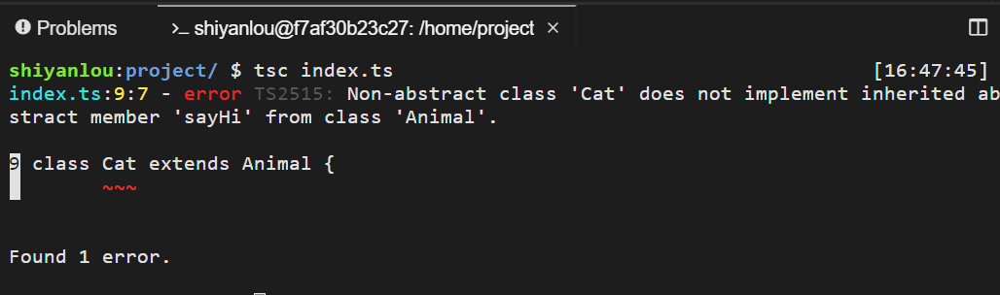 Problems
>_ shiyanlou@f7af30b23c27: /home/project ×
shiyanlou:project/ $ tsc index.ts [16:47:45]
index.ts:9:7 - error TS2515: Non-abstract class 'Cat' does not implement inherited ab
stract member 'sayHi' from class 'Animal'.
9 class Cat extends Animal {
~~~
Found 1 error.